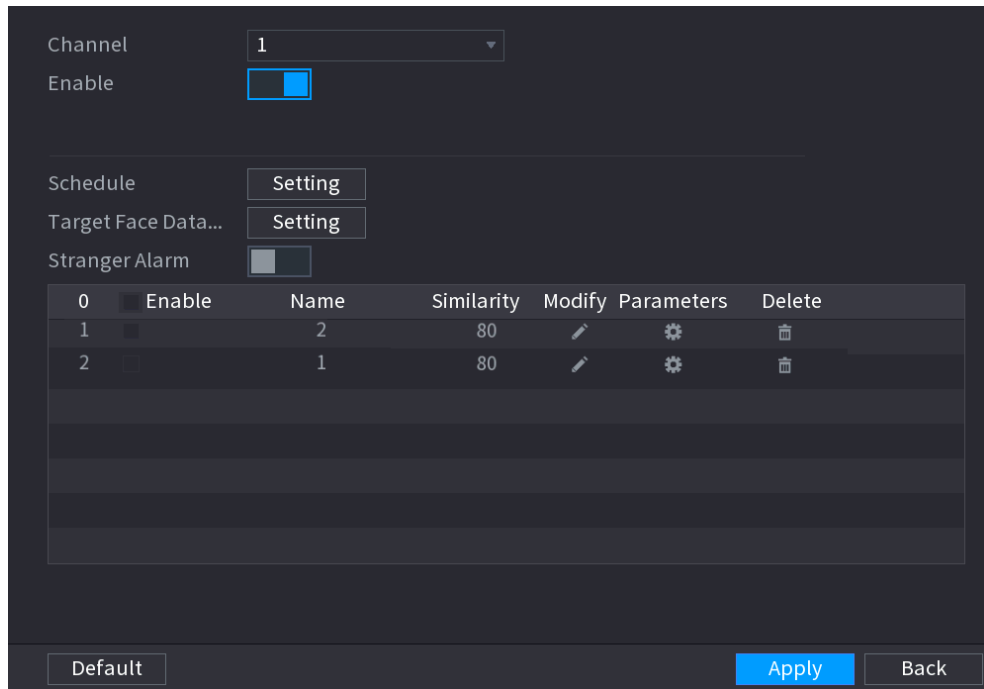 Channel 1
Enable
Schedule Setting
Target Face Data... Setting
Stranger Alarm
0 Enable Name Similarity Modify Parameters Delete
1 2 80
2 1 80
Default Apply Back